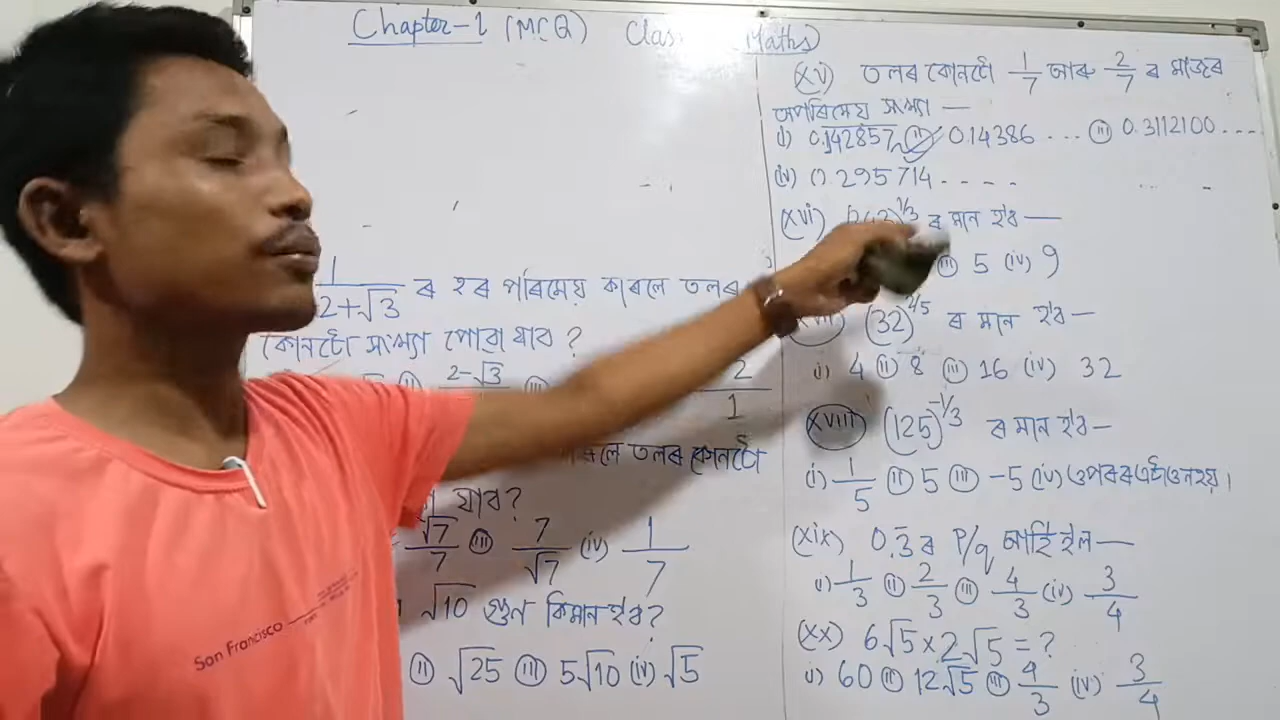 Chapter-1 (MCQ) Clas Maths)
1/2+√3 ৰ হৰ পৰিমেয় কৰিলে তলৰ
কোনটো সংখ্যা পোৱা যাব?
(ii) 2-√3 (iii) 2/1
ৰিলে তলৰ কোনটো
যাব?
√7/7 (iii) 7/√7 (iv) 1/7
√10 গুণ কিমান হ'ব?
(ii) √25 (iii) 5√10 (iv) √5
(xv) তলৰ কোনটো 1/7 আৰু 2/7 ৰ মাজৰ
অপৰিমেয় সংখ্যা —
(i) 0.142857 (ii) 0.14386 ... (iii) 0.3112100 ....
(iv) 0.295714 - - - -
(xvi) 1/3 ৰ মান হ'ব —
(iii) 5 (iv) 9
(xvii) (32)^2/5 ৰ মান হ'ব —
(i) 4 (ii) 8 (iii) 16 (iv) 32
(xviii) (125)^-1/3 ৰ মান হ'ব —
(i) 1/5 (ii) 5 (iii) -5 (iv) ওপৰৰ এটাও নহয়।
(xix) 0.3̄ ৰ P/q আৰ্হি হ'ল —
(i) 1/3 (ii) 2/3 (iii) 4/3 (iv) 3/4
(xx) 6√5 × 2√5 = ?
(i) 60 (ii) 12√5 (iii) 4/3 (iv) 3/4
San Francisco